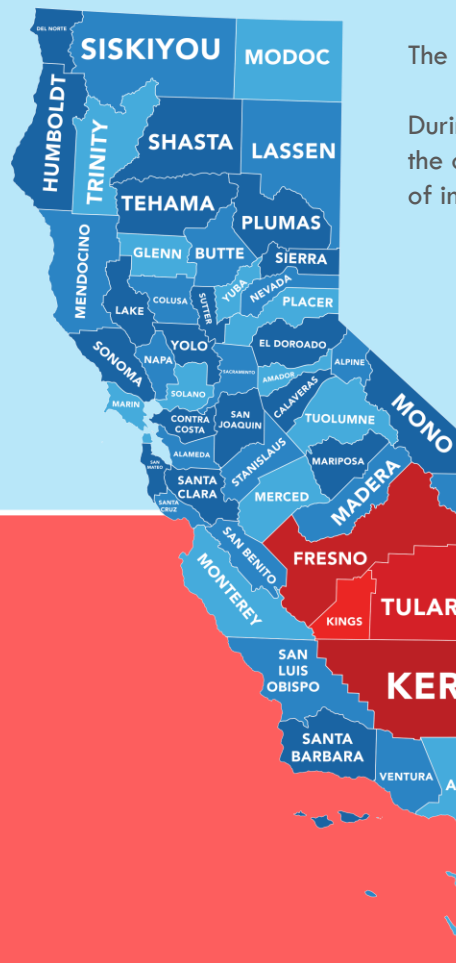 The
Durin
the c
of in
DEL NORTE
SISKIYOU
MODOC
HUMBOLDT
TRINITY
SHASTA
LASSEN
TEHAMA
PLUMAS
MENDOCINO
GLENN
BUTTE
SIERRA
LAKE
COLUSA
SUTTER
YUBA
NEVADA
PLACER
SONOMA
NAPA
YOLO
EL DOROADO
SACRAMENTO
AMADOR
ALPINE
MARIN
SOLANO
CALAVERAS
MONO
CONTRA
COSTA
SAN
JOAQUIN
TUOLUMNE
SAN
MATEO
ALAMEDA
STANISLAUS
MARIPOSA
SANTA
CLARA
MERCED
MADERA
SANTA
CRUZ
SAN BENITO
FRESNO
MONTEREY
KINGS
TULAR
SAN
LUIS
OBISPO
KER
SANTA
BARBARA
VENTURA
A